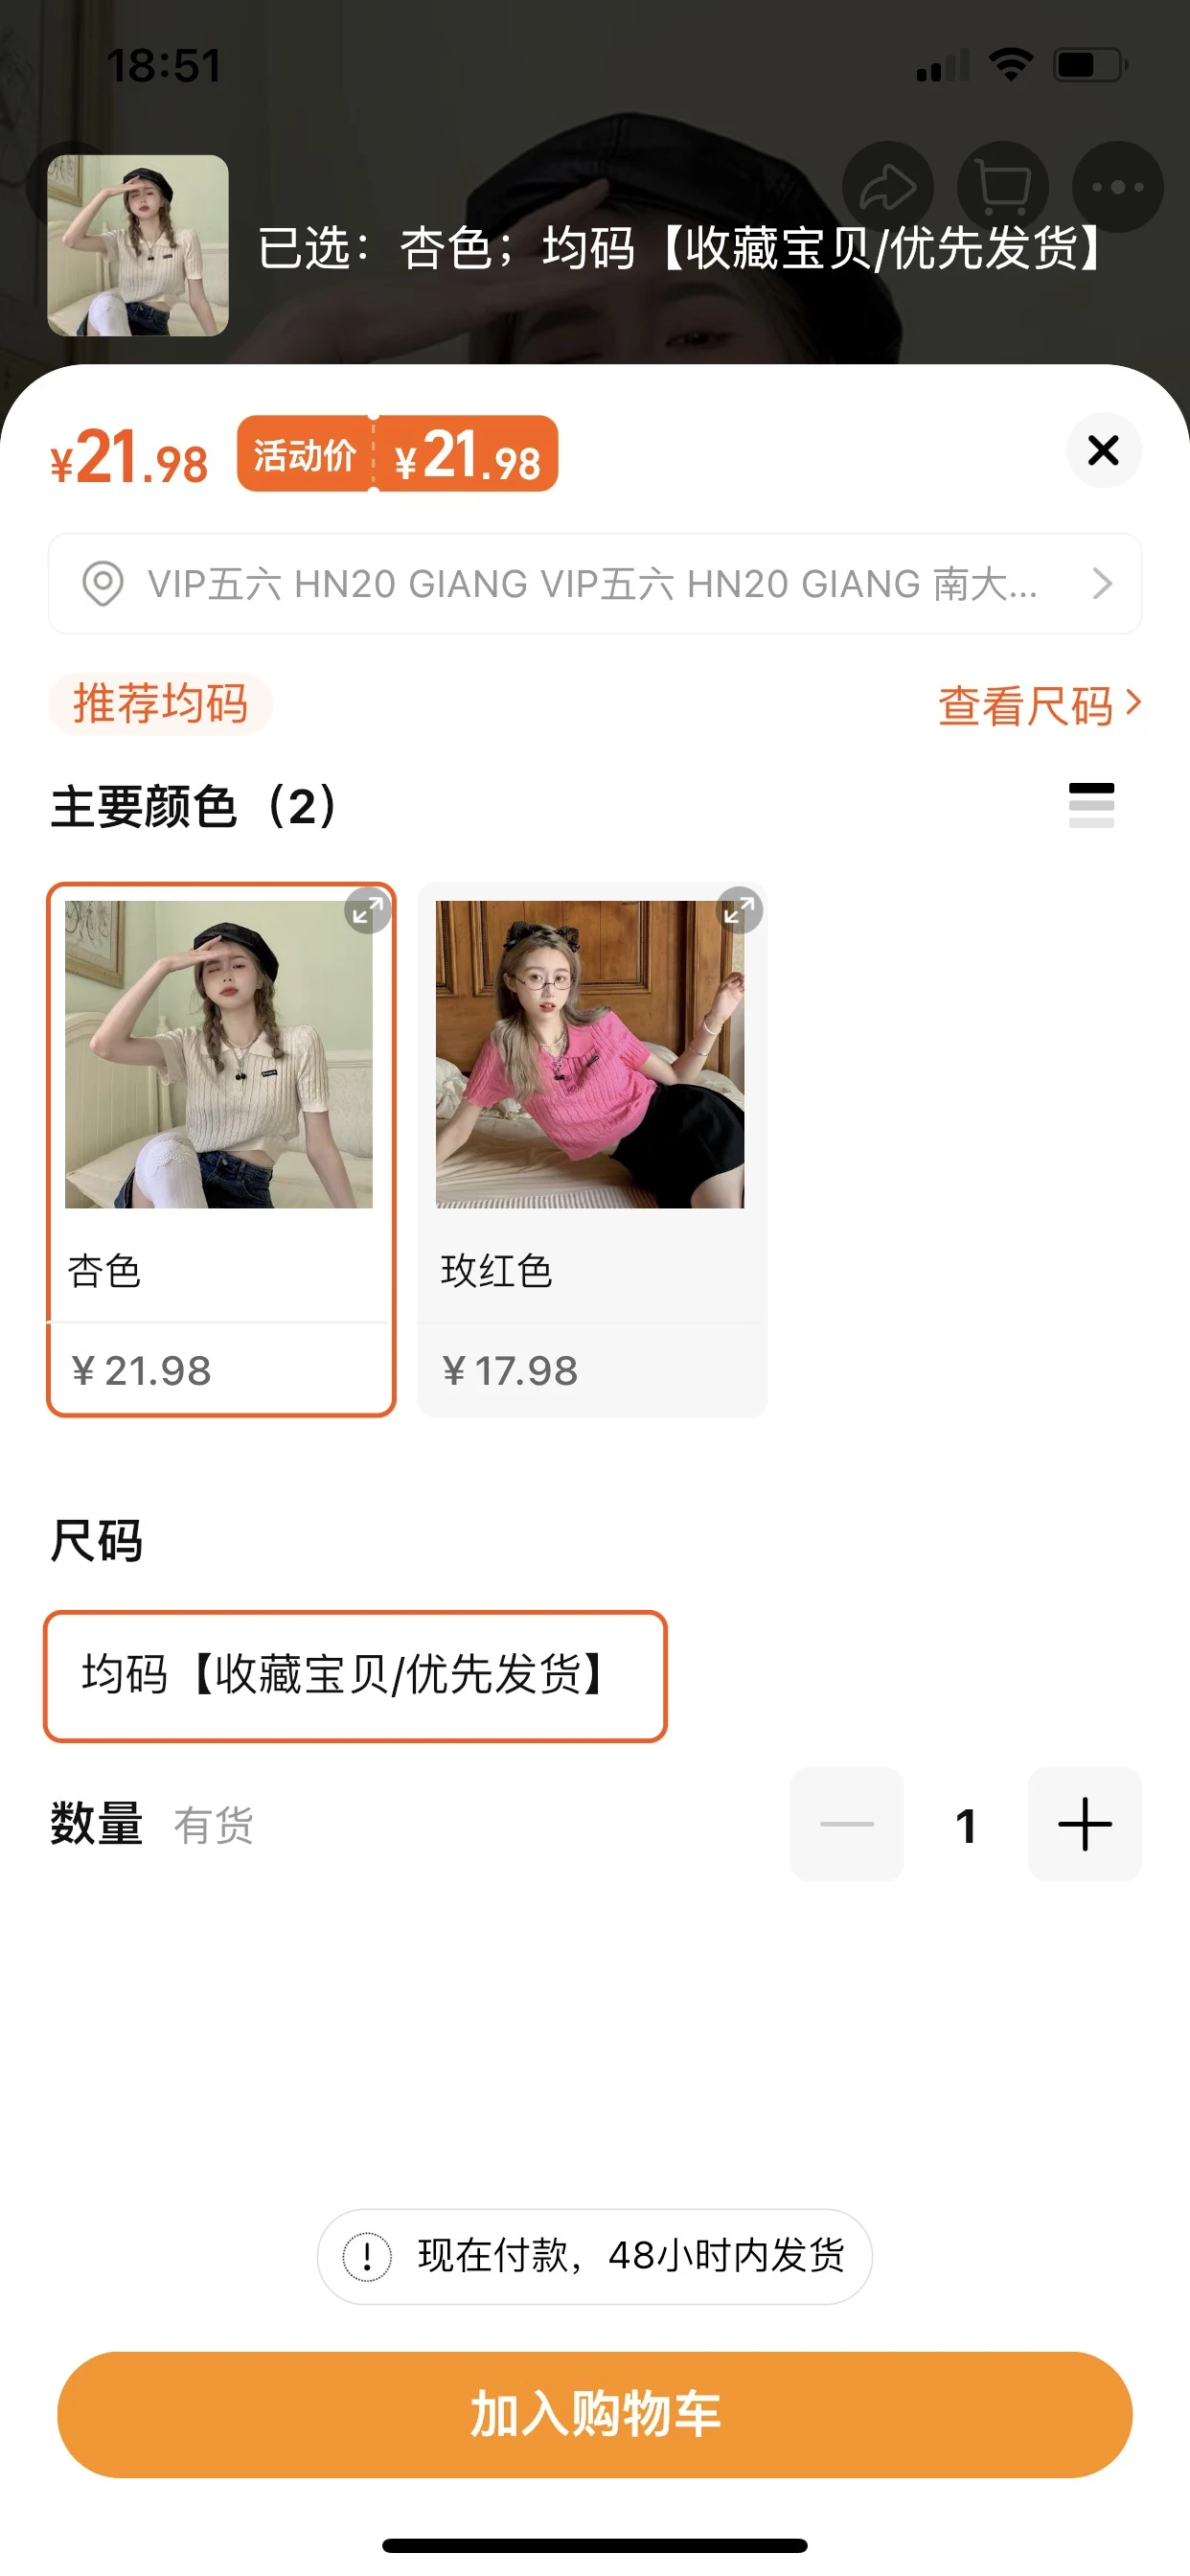 18:51
已选：杏色；均码【收藏宝贝/优先发货】
¥21.98 活动价 ¥21.98
VIP五六 HN20 GIANG VIP五六 HN20 GIANG 南大...
推荐均码 查看尺码
主要颜色（2）
杏色 玫红色
¥21.98 ¥17.98
尺码
均码【收藏宝贝/优先发货】
数量 有货 1
现在付款，48小时内发货
加入购物车